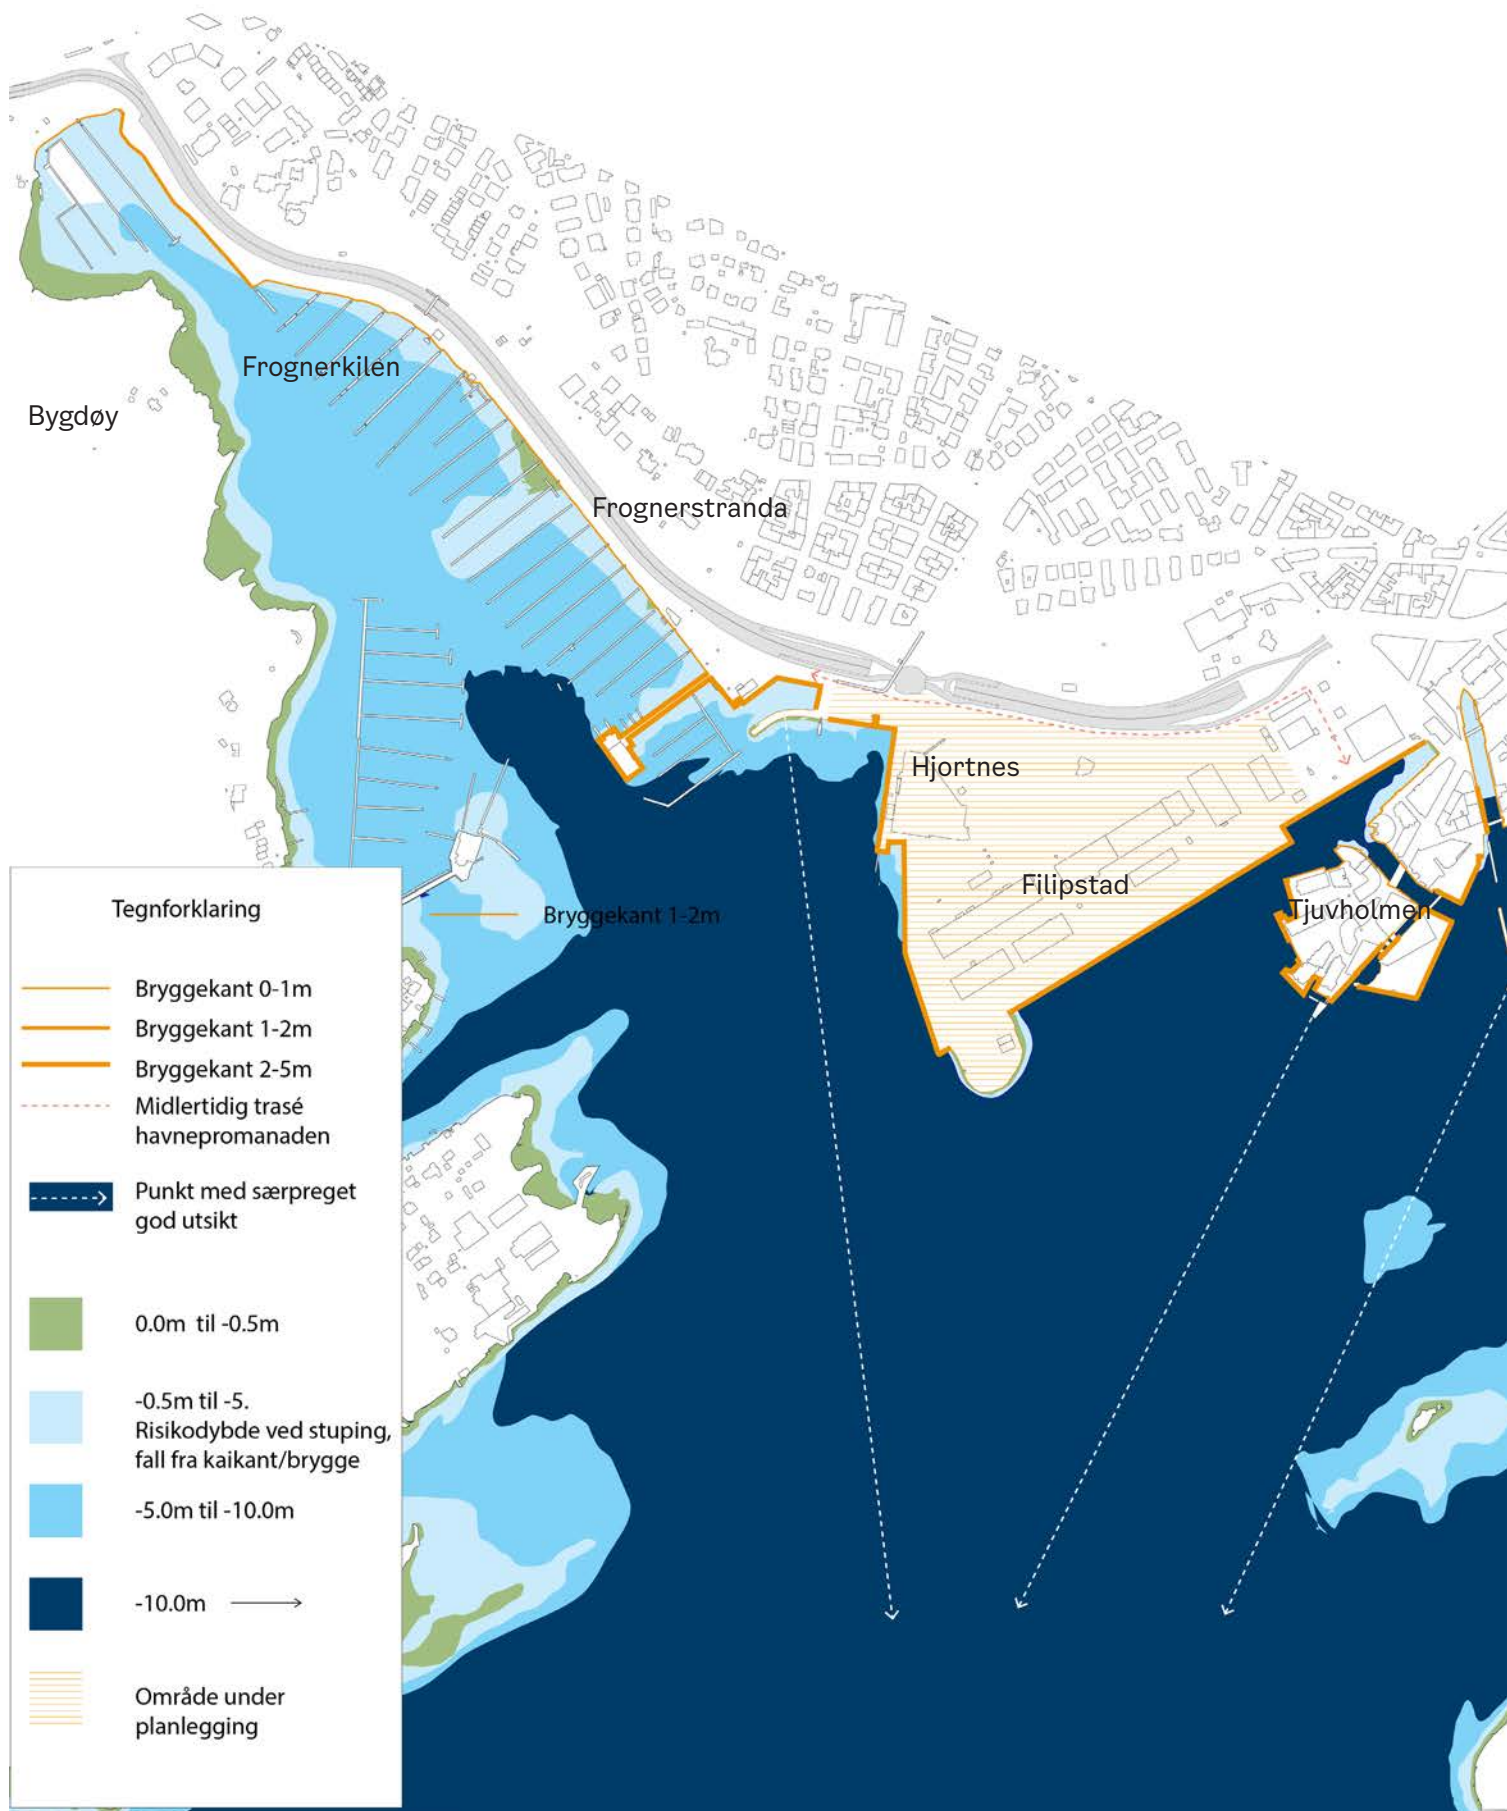 Frognerkilen
Bygdøy
Frognerstranda
Hjortnes
Filipstad
Tjuvholmen
Bryggekant 1-2m
Tegnforklaring
Bryggekant 0-1m
Bryggekant 1-2m
Bryggekant 2-5m
Midlertidig trasé
havnepromanaden
Punkt med særpreget
god utsikt
0.0m til -0.5m
-0.5m til -5.
Risikodybde ved stuping,
fall fra kaikant/brygge
-5.0m til -10.0m
-10.0m
Område under
planlegging